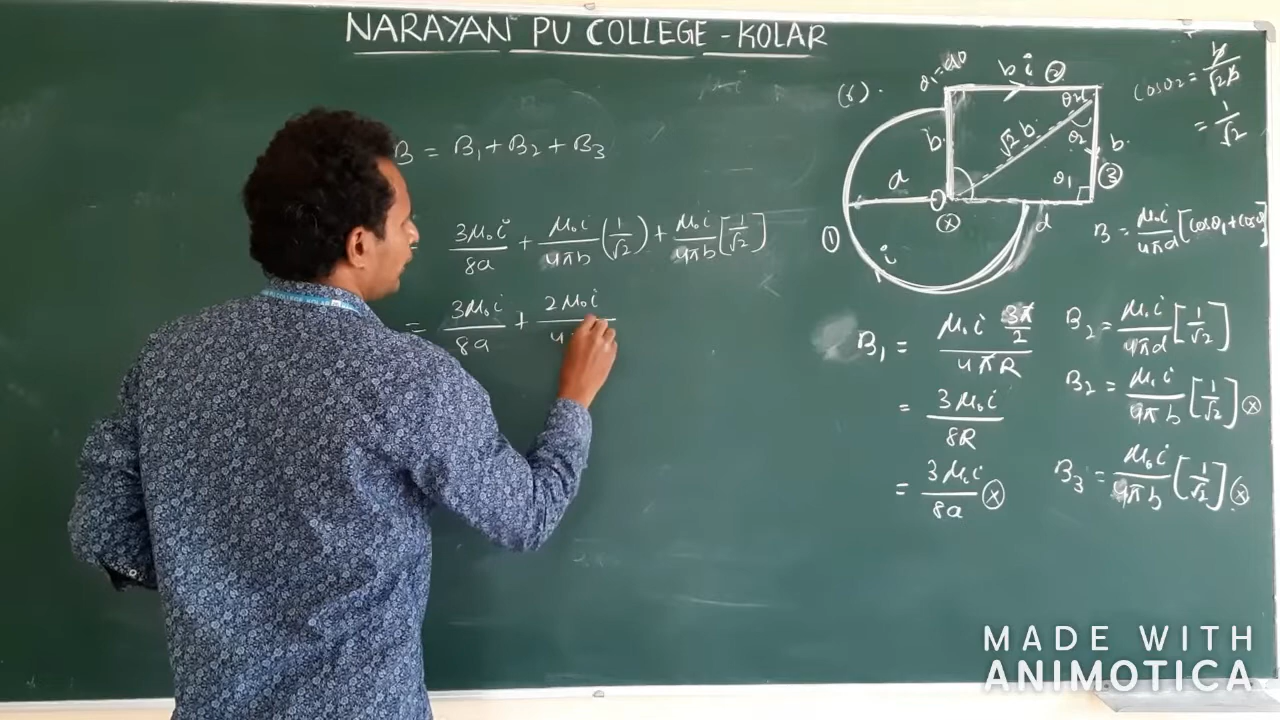 NARAYAN PU COLLEGE - KOLAR
B = B₁ + B₂ + B₃
3μ₀i/8a + μ₀i/4πb (1/√2) + μ₀i/4πb [1/√2]
= 3μ₀i/8a + 2μ₀i/4
(8).
θ₁=90
b i ②
θ₂
b
√2 b
θ₂
b
a
O
θ₁
③
ⓧ
d
①
i
cosθ₂ = b/√2b
= 1/√2
B = μ₀i/4πd [cosθ₁+cosθ
B₁ = μ₀i 3π/2 / 4πR
= 3μ₀i/8R
= 3μ₀i/8a ⓧ
B₂ = μ₀i/4πd [1/√2]
B₂ = μ₀i/4πb [1/√2] ⓧ
B₃ = μ₀i/4πb [1/√2] ⓧ
MADE WITH
ANIMOTICA